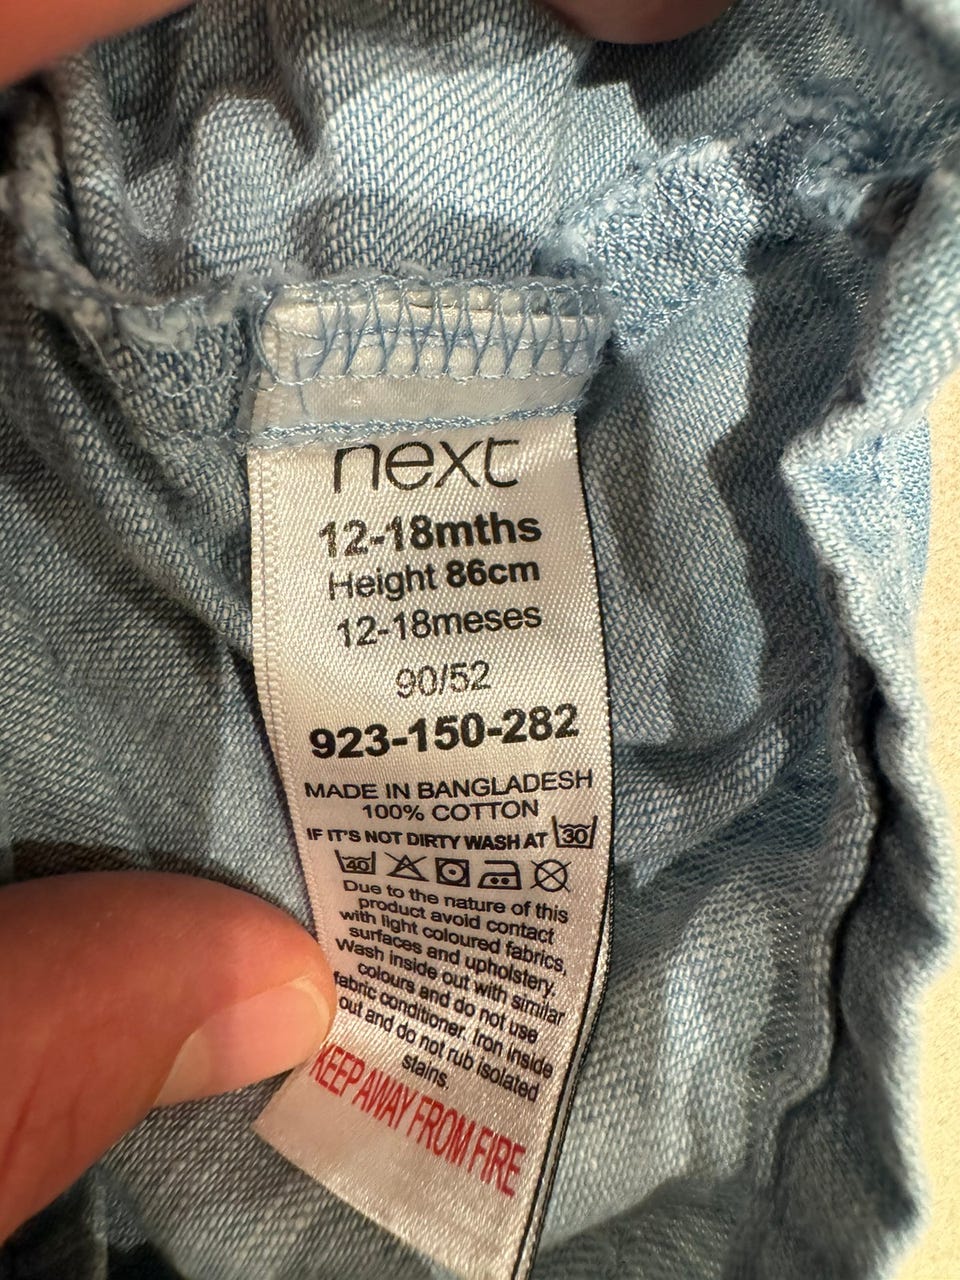 next
12-18mths
Height 86cm
12-18meses
90/52
923-150-282
MADE IN BANGLADESH
100% COTTON
IF IT'S NOT DIRTY WASH AT 30
40
Due to the nature of this
product avoid contact
with light coloured fabrics,
surfaces and upholstery.
Wash inside out with similar
colours and do not use
fabric conditioner. Iron inside
out and do not rub isolated
stains.
KEEP AWAY FROM FIRE